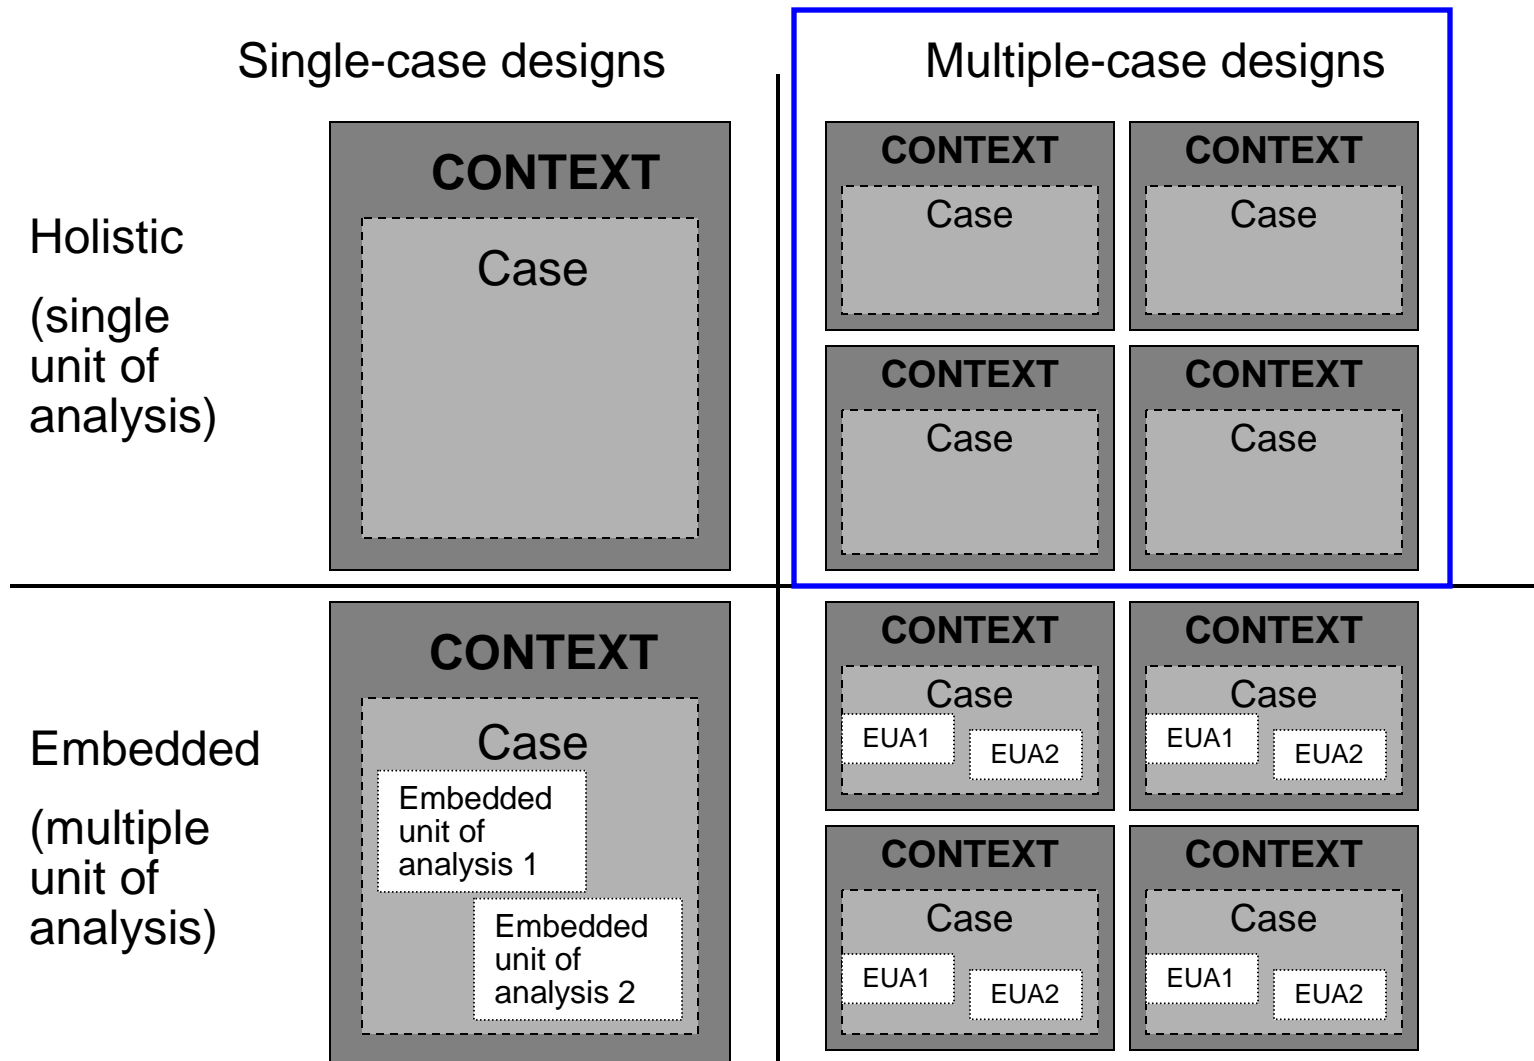 Single-case designs
Multiple-case designs
Holistic
(single
unit of
analysis)
CONTEXT
Case
CONTEXT
Case
CONTEXT
Case
CONTEXT
Case
CONTEXT
Case
Embedded
(multiple
unit of
analysis)
CONTEXT
Case
Embedded
unit of
analysis 1
Embedded
unit of
analysis 2
CONTEXT
Case
EUA1
EUA2
CONTEXT
Case
EUA1
EUA2
CONTEXT
Case
EUA1
EUA2
CONTEXT
Case
EUA1
EUA2